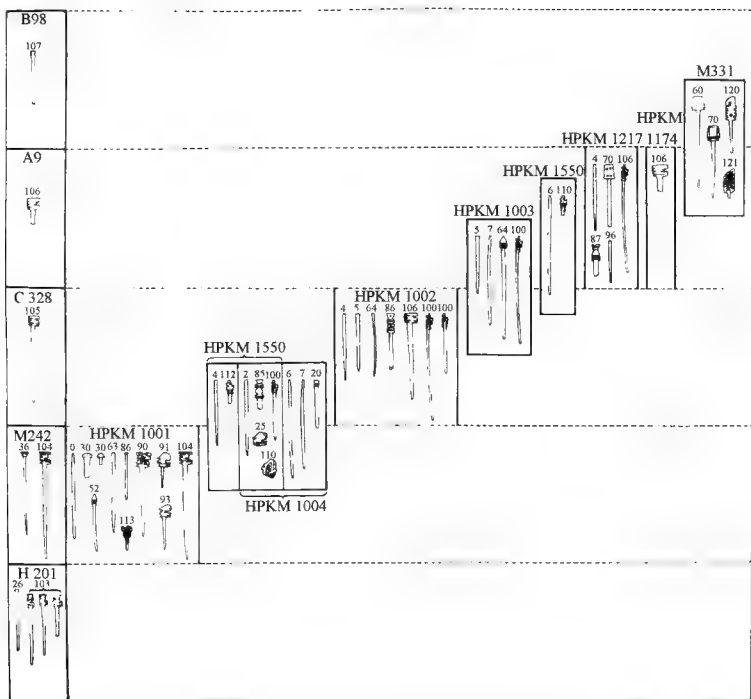 B98
107
M331
60 120
70
121
HPKM
HPKM 1217 1174
A9
106
4 70 106
106
87 96
HPKM 1550
6 110
HPKM 1003
5 7 64 100
C 328
105
HPKM 1002
4 5 64 86 106 100 100
HPKM 1550
4 112 2 85 100 6 7 20
25
110
HPKM 1004
M242
36 104
HPKM 1001
0 30 30 63 86 90 91 104
52 93
113
H 201
26 103